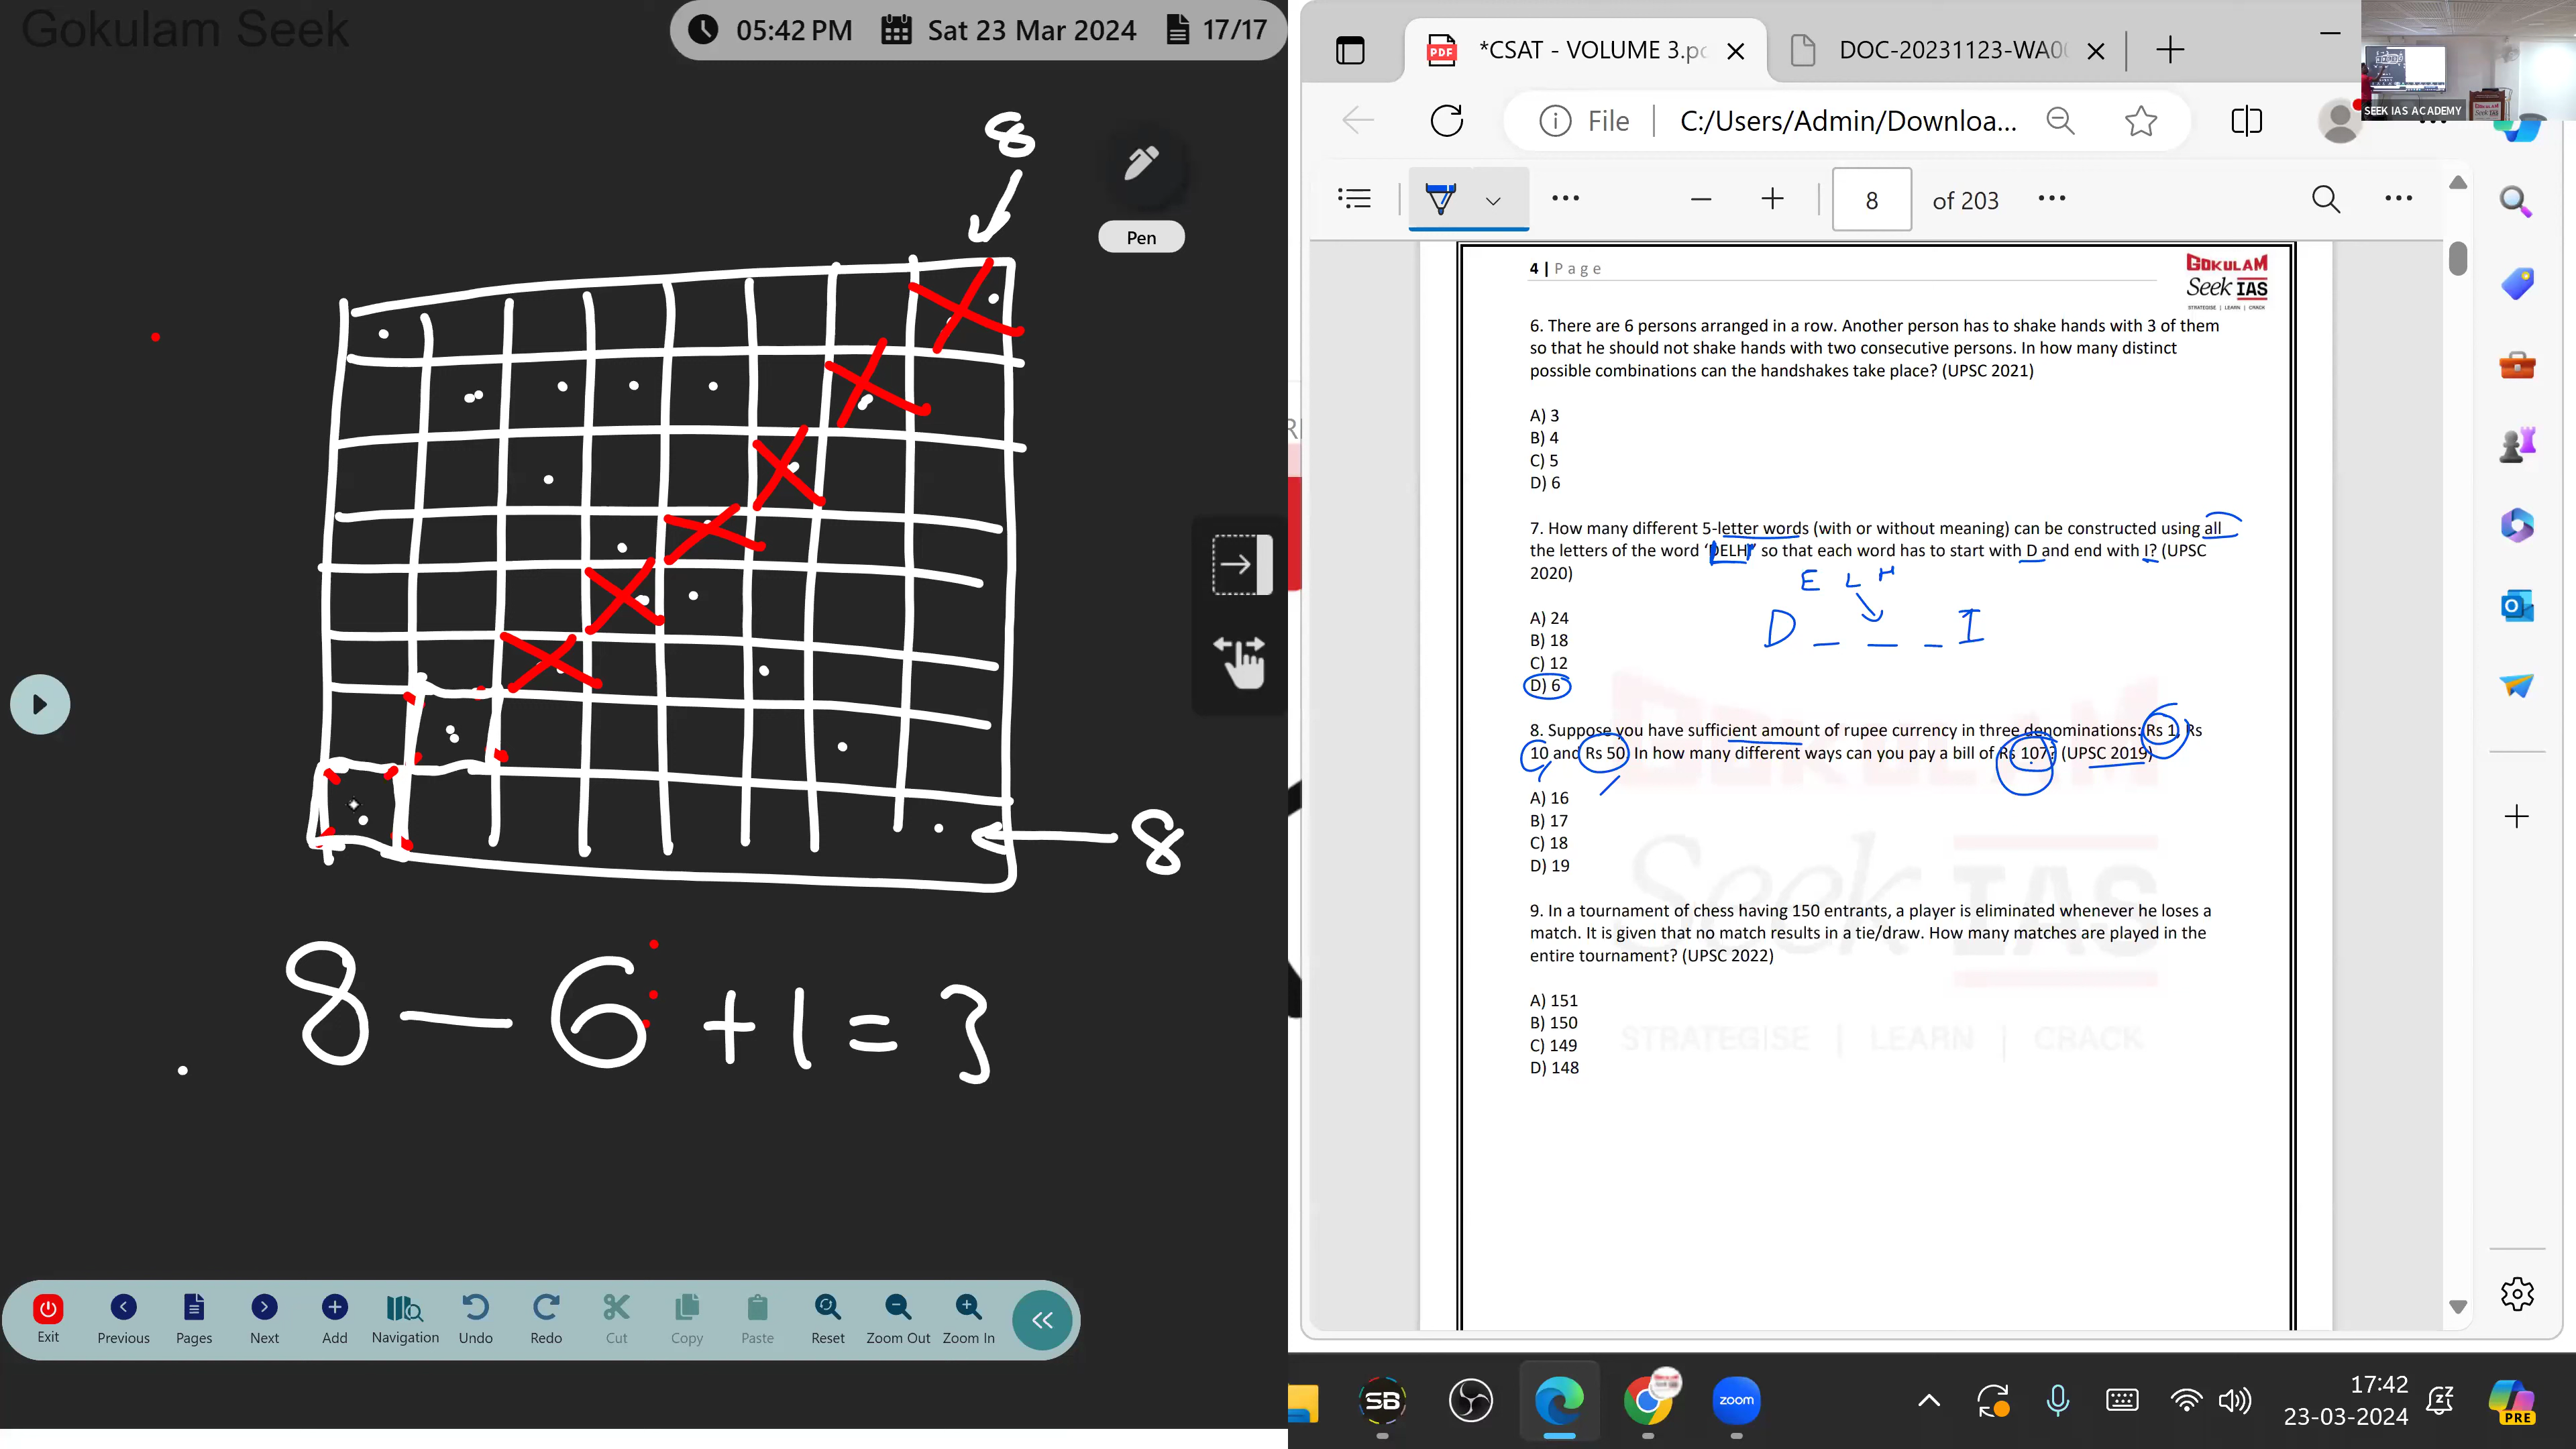 Gokulam Seek
05:42 PM Sat 23 Mar 2024 17/17
8
Pen
8
8 - 6 + 1 = 3
Exit Previous Pages Next Add Navigation Undo Redo Cut Copy Paste Reset Zoom Out Zoom In
*CSAT - VOLUME 3.pd
DOC-20231123-WA00
SEEK IAS ACADEMY
File C:/Users/Admin/Downloa...
8 of 203
4 | Page
GOKULAM
Seek IAS
STRATEGISE | LEARN | CRACK
6. There are 6 persons arranged in a row. Another person has to shake hands with 3 of them
so that he should not shake hands with two consecutive persons. In how many distinct
possible combinations can the handshakes take place? (UPSC 2021)
A) 3
B) 4
C) 5
D) 6
7. How many different 5-letter words (with or without meaning) can be constructed using all
the letters of the word 'DELHI' so that each word has to start with D and end with I? (UPSC
2020)
E L H
D _ _ _ I
A) 24
B) 18
C) 12
D) 6
8. Suppose you have sufficient amount of rupee currency in three denominations: Rs 1, Rs
10 and Rs 50. In how many different ways can you pay a bill of Rs 107? (UPSC 2019)
A) 16
B) 17
C) 18
D) 19
9. In a tournament of chess having 150 entrants, a player is eliminated whenever he loses a
match. It is given that no match results in a tie/draw. How many matches are played in the
entire tournament? (UPSC 2022)
A) 151
B) 150
C) 149
D) 148
GOKULAM
Seek IAS
STRATEGISE | LEARN | CRACK
SB
zoom
17:42
23-03-2024
PRE